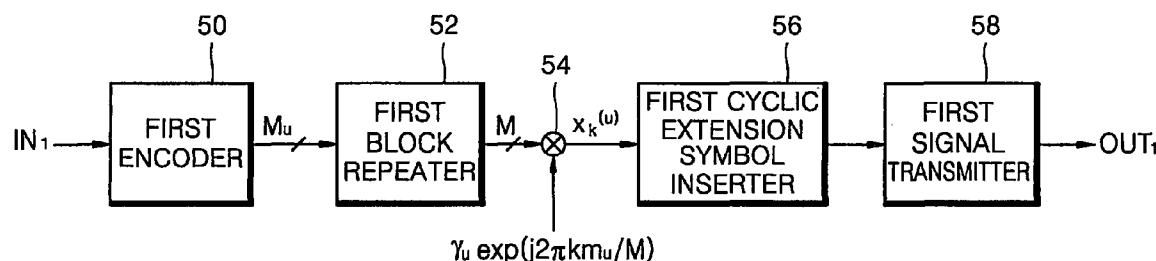 50
52
54
56
58
IN₁
FIRST
ENCODER
Mᵤ
FIRST
BLOCK
REPEATER
M
xₖ⁽ᵘ⁾
FIRST CYCLIC
EXTENSION
SYMBOL
INSERTER
FIRST
SIGNAL
TRANSMITTER
OUT₁
γᵤ exp(j2πkmᵤ/M)